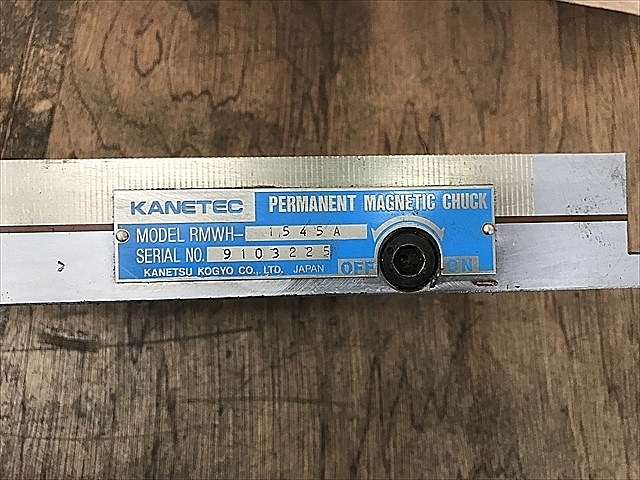 KANETEC PERMANENT MAGNETIC CHUCK
MODEL RMWH- 1545A
SERIAL NO. 9103225
KANETSU KOGYO CO., LTD. JAPAN
OFF ON